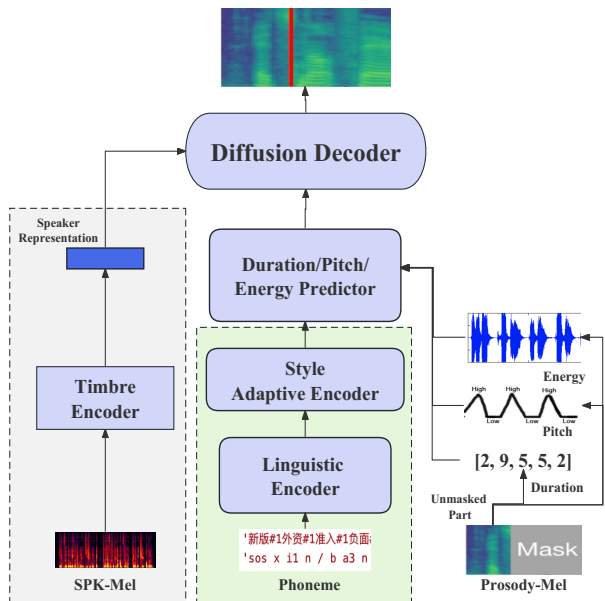 Diffusion Decoder
Speaker
Representation
Duration/Pitch/
Energy Predictor
Timbre
Encoder
Style
Adaptive Encoder
Linguistic
Encoder
'新版#1外资#1准入#1负面
'sos x i1 n / b a3 n
SPK-Mel
Phoneme
Energy
High High High
Low Low Low
Pitch
[2, 9, 5, 5, 2]
Duration
Unmasked
Part
Mask
Prosody-Mel